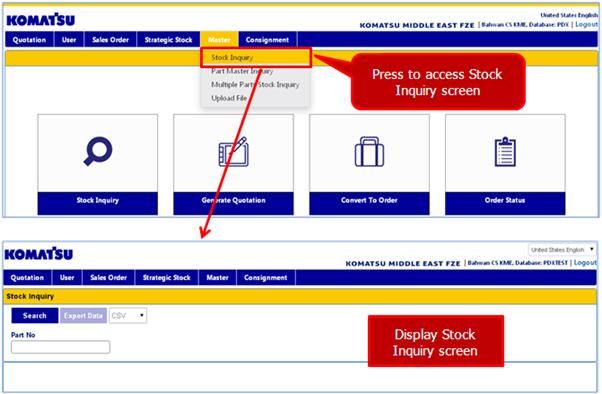 KOMATSU
United States English
KOMATSU MIDDLE EAST FZE | Bahwan CS KME, Database: PDX | Logout
Quotation User Sales Order Strategic Stock Master Consignment
Stock Inquiry
Part Master Inquiry
Multiple Parts Stock Inquiry
Upload File
Press to access Stock
Inquiry screen
Stock Inquiry Generate Quotation Convert To Order Order Status
KOMATSU
United States English
KOMATSU MIDDLE EAST FZE | Bahwan CS KME, Database: PDXTEST | Logout
Quotation User Sales Order Strategic Stock Master Consignment
Stock Inquiry
Search Export Data CSV
Part No
Display Stock
Inquiry screen